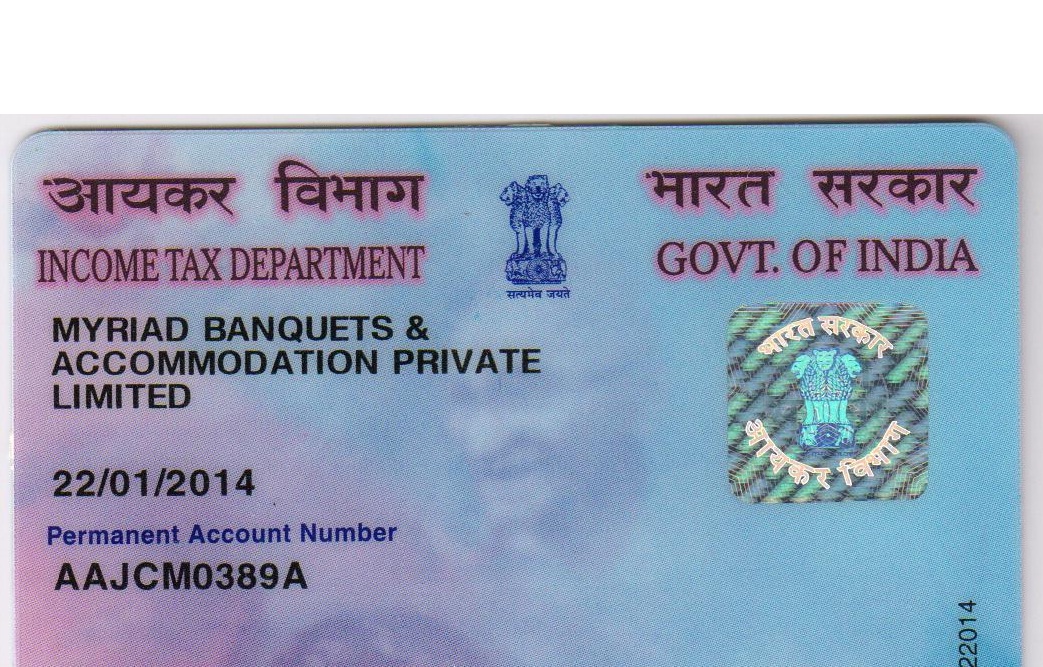 आयकर विभाग
भारत सरकार
INCOME TAX DEPARTMENT
GOVT. OF INDIA
सत्यमेव जयते
MYRIAD BANQUETS &
ACCOMMODATION PRIVATE
LIMITED
भारत सरकार
आयकर विभाग
22/01/2014
Permanent Account Number
AAJCM0389A
22014